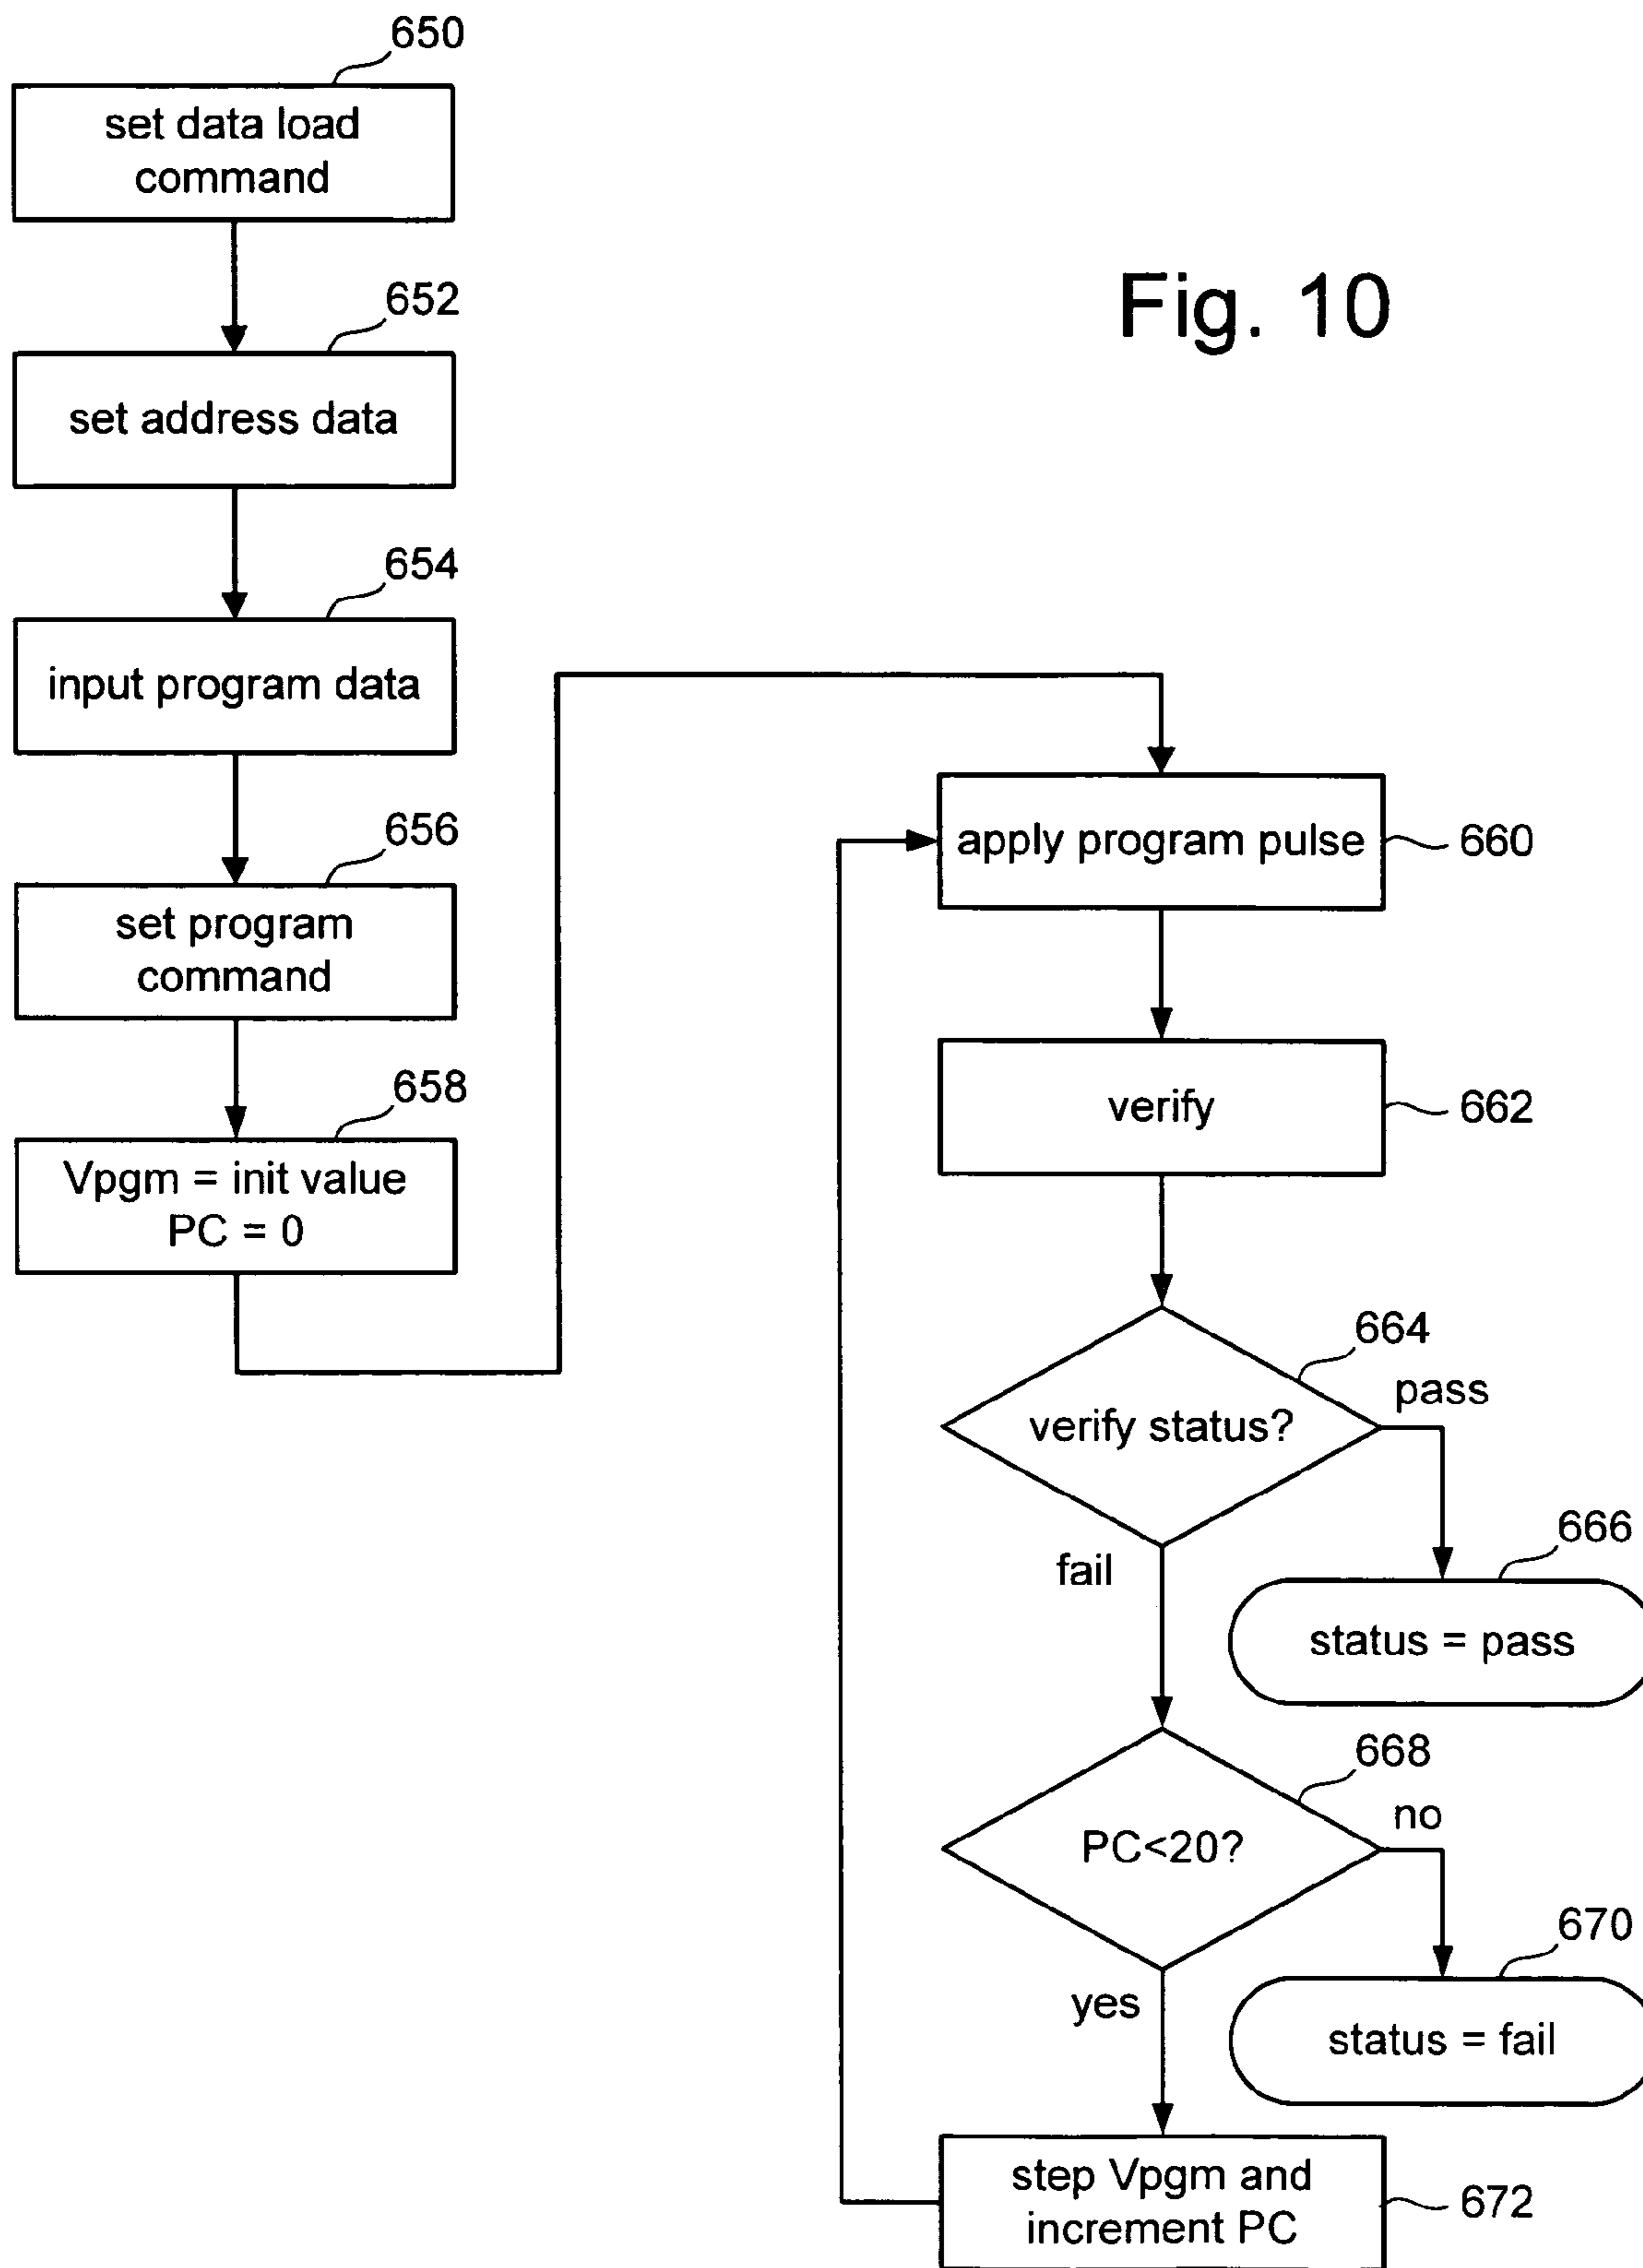 650
set data load
command
652
set address data
654
input program data
656
set program
command
658
Vpgm = init value
PC = 0
Fig. 10
apply program pulse
660
verify
662
664
verify status?
pass
fail
666
status = pass
668
PC<20?
no
yes
670
status = fail
step Vpgm and
increment PC
672